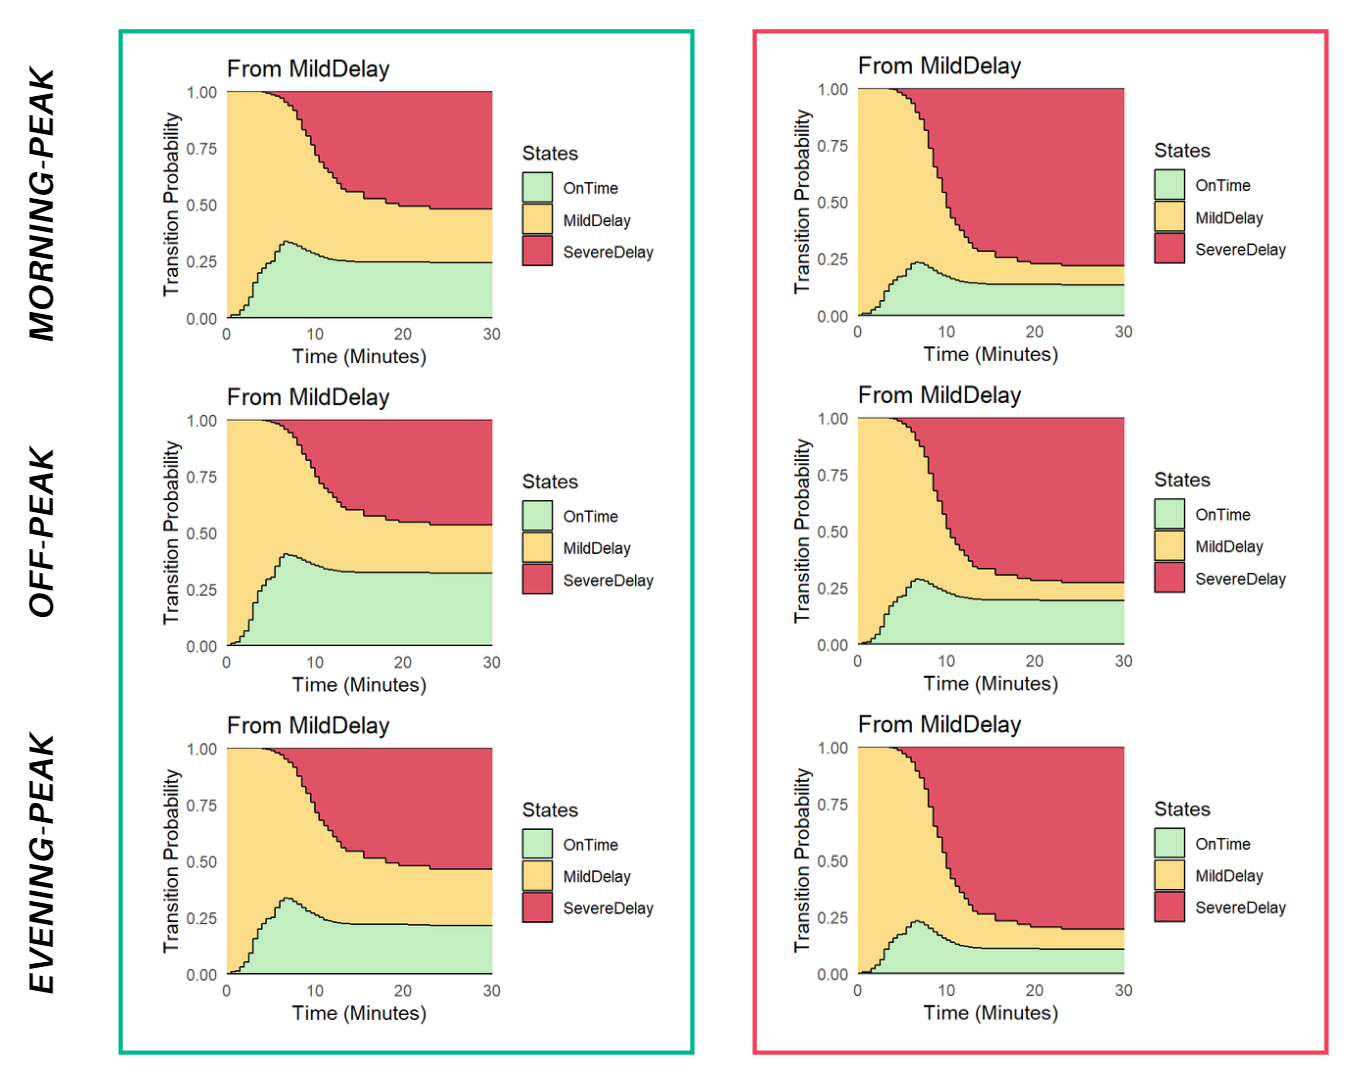 MORNING-PEAK
From MildDelay
Transition Probability
1.00
0.75
0.50
0.25
0.00
0 10 20 30
Time (Minutes)
States
OnTime
MildDelay
SevereDelay
From MildDelay
Transition Probability
1.00
0.75
0.50
0.25
0.00
0 10 20 30
Time (Minutes)
States
OnTime
MildDelay
SevereDelay
OFF-PEAK
From MildDelay
Transition Probability
1.00
0.75
0.50
0.25
0.00
0 10 20 30
Time (Minutes)
States
OnTime
MildDelay
SevereDelay
From MildDelay
Transition Probability
1.00
0.75
0.50
0.25
0.00
0 10 20 30
Time (Minutes)
States
OnTime
MildDelay
SevereDelay
EVENING-PEAK
From MildDelay
Transition Probability
1.00
0.75
0.50
0.25
0.00
0 10 20 30
Time (Minutes)
States
OnTime
MildDelay
SevereDelay
From MildDelay
Transition Probability
1.00
0.75
0.50
0.25
0.00
0 10 20 30
Time (Minutes)
States
OnTime
MildDelay
SevereDelay